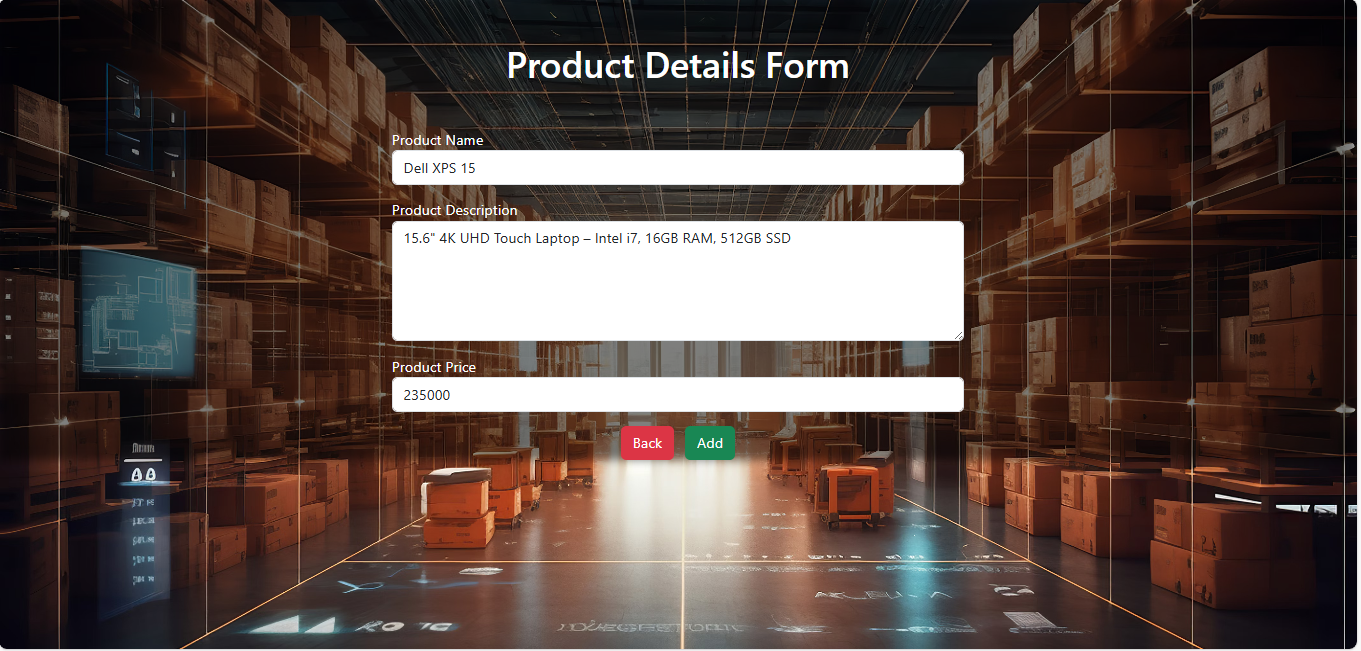 Product Details Form
Product Name
Dell XPS 15
Product Description
15.6" 4K UHD Touch Laptop – Intel i7, 16GB RAM, 512GB SSD
Product Price
235000
Back Add